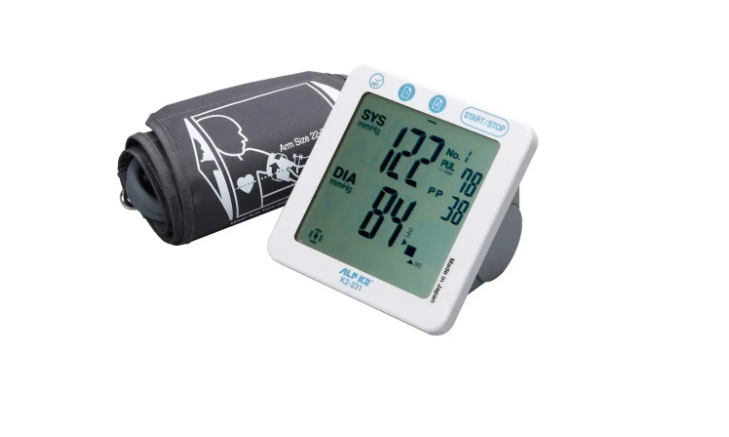 Arm Size 22-
START/STOP
SYS
mmHg
122
No. 1
PUL
78
DIA
mmHg
84
PP
38
ALPK2
K2-231
Made in Japan